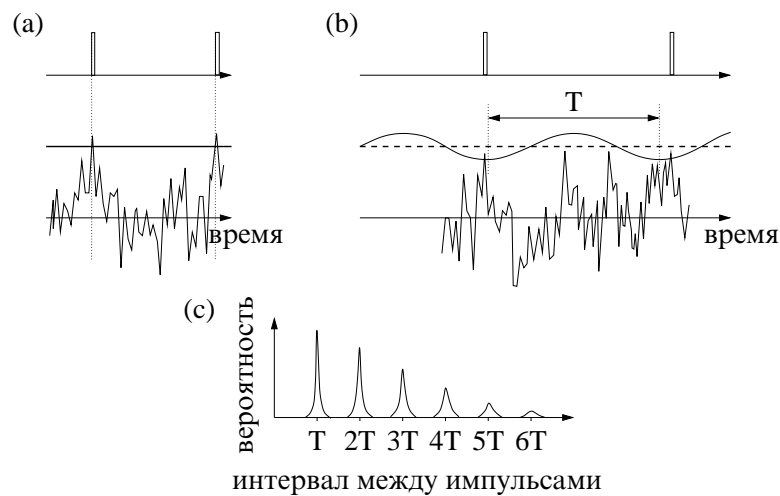 (a)
время
(b)
T
время
(c)
вероятность
T 2T 3T 4T 5T 6T
интервал между импульсами